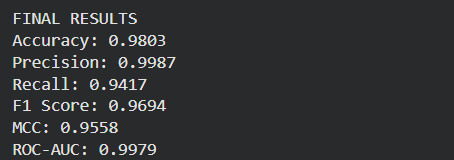 FINAL RESULTS
Accuracy: 0.9803
Precision: 0.9987
Recall: 0.9417
F1 Score: 0.9694
MCC: 0.9558
ROC-AUC: 0.9979